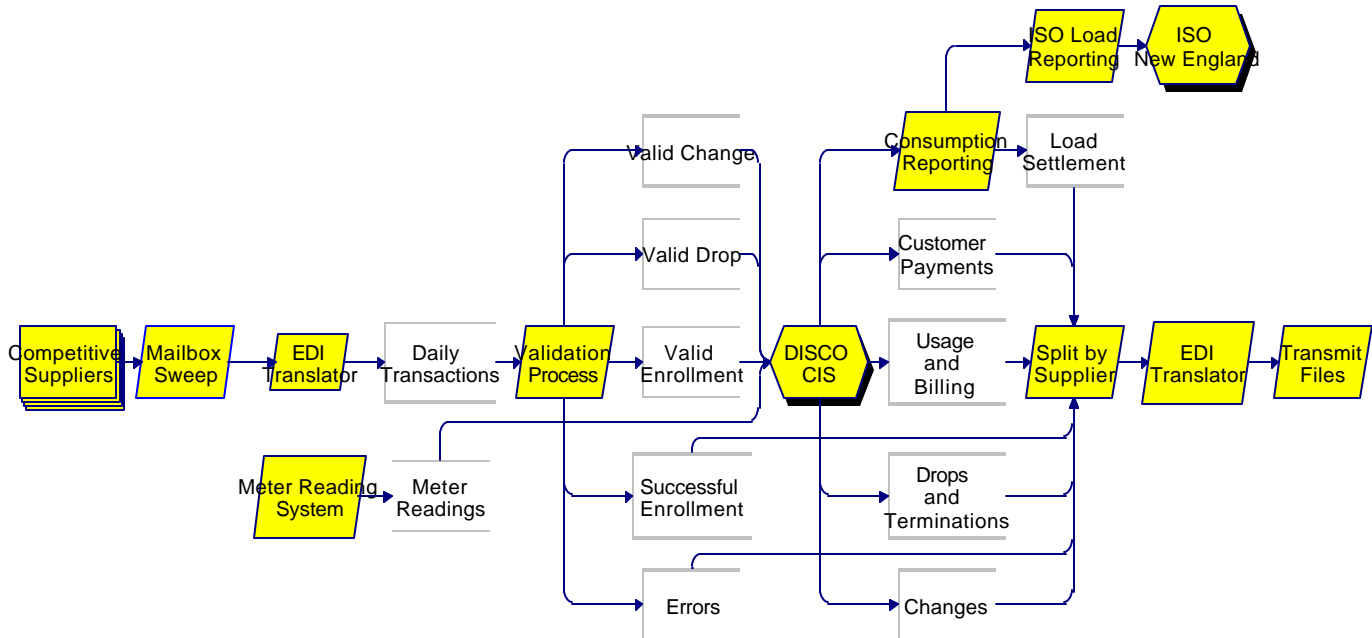 ISO Load
Reporting
ISO
New England
Valid Change
Consumption
Reporting
Load
Settlement
Valid Drop
Customer
Payments
Competitive
Suppliers
Mailbox
Sweep
EDI
Translator
Daily
Transactions
Validation
Process
Valid
Enrollment
DISCO
CIS
Usage
and
Billing
Split by
Supplier
EDI
Translator
Transmit
Files
Meter Reading
System
Meter
Readings
Successful
Enrollment
Drops
and
Terminations
Errors
Changes